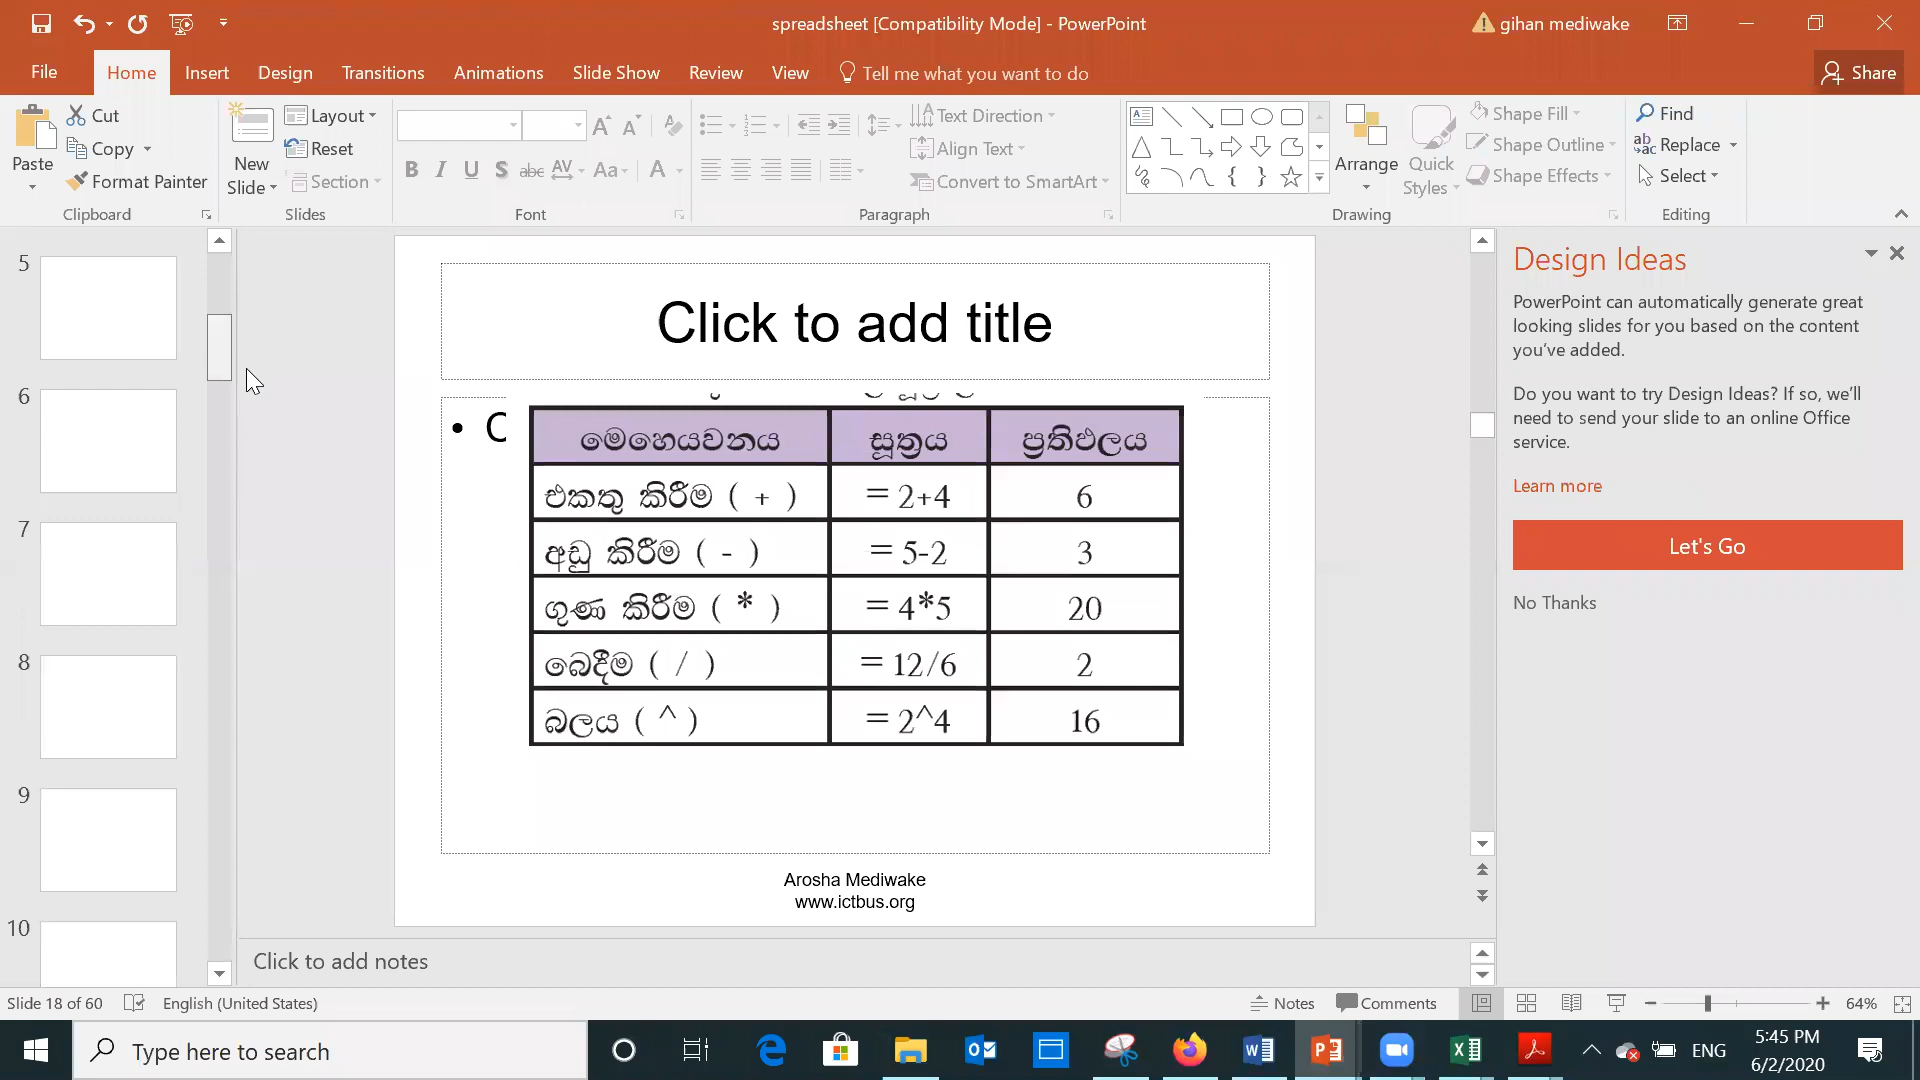 spreadsheet [Compatibility Mode] - PowerPoint
gihan mediwake
File Home Insert Design Transitions Animations Slide Show Review View Tell me what you want to do Share
Paste
Cut
Copy
Format Painter
Clipboard
New Slide
Layout
Reset
Section
Slides
B I U S abc AV Aa A
Font
Text Direction
Align Text
Convert to SmartArt
Paragraph
Arrange
Quick Styles
Shape Fill
Shape Outline
Shape Effects
Drawing
Find
Replace
Select
Editing
5
6
7
8
9
10
Click to add title
• C
මෙහෙයවනය සූත්‍රය ප්‍රතිඵලය
එකතු කිරීම ( + ) = 2+4 6
අඩු කිරීම ( - ) = 5-2 3
ගුණ කිරීම ( * ) = 4*5 20
බෙදීම ( / ) = 12/6 2
බලය ( ^ ) = 2^4 16
Arosha Mediwake
www.ictbus.org
Click to add notes
Design Ideas
PowerPoint can automatically generate great
looking slides for you based on the content
you've added.
Do you want to try Design Ideas? If so, we'll
need to send your slide to an online Office
service.
Learn more
Let's Go
No Thanks
Slide 18 of 60 English (United States) Notes Comments 64%
Type here to search
ENG
5:45 PM
6/2/2020